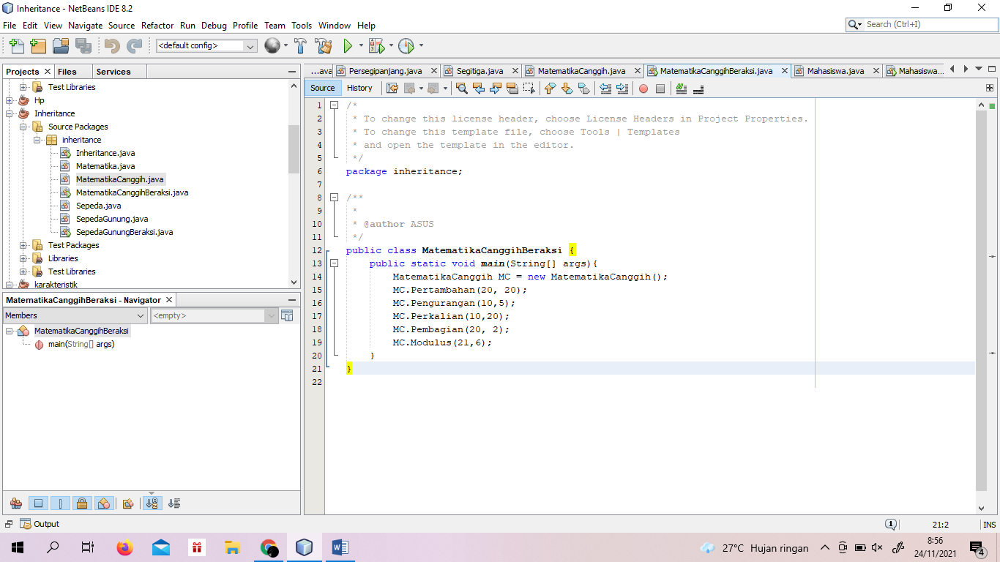 Inheritance - NetBeans IDE 8.2
File Edit View Navigate Source Refactor Run Debug Profile Team Tools Window Help
Search (Ctrl+I)
<default config>
Projects Files Services
Test Libraries
Hp
Inheritance
Source Packages
inheritance
Inheritance.java
Matematika.java
MatematikaCanggih.java
MatematikaCanggihBeraksi.java
Sepeda.java
SepedaGunung.java
SepedaGunungBeraksi.java
Test Packages
Libraries
Test Libraries
karakteristik
MatematikaCanggihBeraksi - Navigator
Members <empty>
MatematikaCanggihBeraksi
main(String[] args)
...ava Persegipanjang.java Segitiga.java MatematikaCanggih.java MatematikaCanggihBeraksi.java Mahasiswa.java Mahasiswa...
Source History
1 /*
2 * To change this license header, choose License Headers in Project Properties.
3 * To change this template file, choose Tools | Templates
4 * and open the template in the editor.
5 */
6 package inheritance;
7
8 /**
9 *
10 * @author ASUS
11 */
12 public class MatematikaCanggihBeraksi {
13 public static void main(String[] args){
14 MatematikaCanggih MC = new MatematikaCanggih();
15 MC.Pertambahan(20, 20);
16 MC.Pengurangan(10,5);
17 MC.Perkalian(10,20);
18 MC.Pembagian(20, 2);
19 MC.Modulus(21,6);
20 }
21 }
22
Output
1 21:2 INS
27°C Hujan ringan
8:56
24/11/2021
4